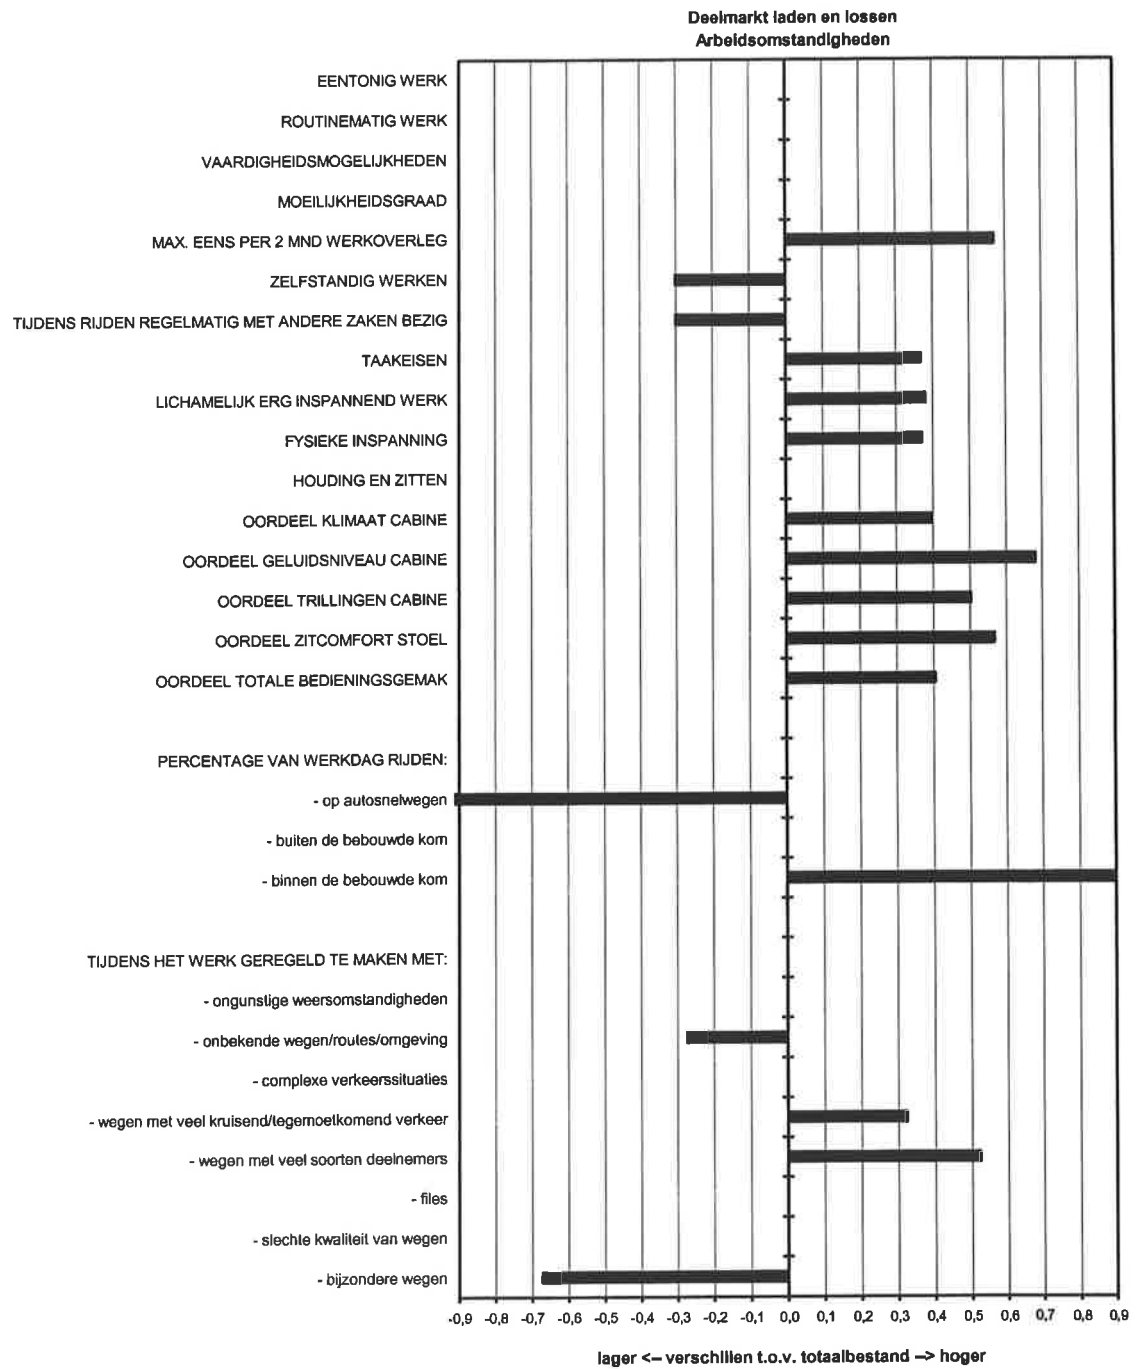 Deelmarkt laden en lossen
Arbeidsomstandigheden
EENTONIG WERK
ROUTINEMATIG WERK
VAARDIGHEIDSMOGELIJKHEDEN
MOEILIJKHEIDSGRAAD
MAX. EENS PER 2 MND WERKOVERLEG
ZELFSTANDIG WERKEN
TIJDENS RIJDEN REGELMATIG MET ANDERE ZAKEN BEZIG
TAAKEISEN
LICHAMELIJK ERG INSPANNEND WERK
FYSIEKE INSPANNING
HOUDING EN ZITTEN
OORDEEL KLIMAAT CABINE
OORDEEL GELUIDSNIVEAU CABINE
OORDEEL TRILLINGEN CABINE
OORDEEL ZITCOMFORT STOEL
OORDEEL TOTALE BEDIENINGSGEMAK
PERCENTAGE VAN WERKDAG RIJDEN:
- op autosnelwegen
- buiten de bebouwde kom
- binnen de bebouwde kom
TIJDENS HET WERK GEREGELD TE MAKEN MET:
- ongunstige weersomstandigheden
- onbekende wegen/routes/omgeving
- complexe verkeerssituaties
- wegen met veel kruisend/tegemoetkomend verkeer
- wegen met veel soorten deelnemers
- files
- slechte kwaliteit van wegen
- bijzondere wegen
-0,9 -0,8 -0,7 -0,6 -0,5 -0,4 -0,3 -0,2 -0,1 0,0 0,1 0,2 0,3 0,4 0,5 0,6 0,7 0,8 0,9
lager <-- verschillen t.o.v. totaalbestand --> hoger